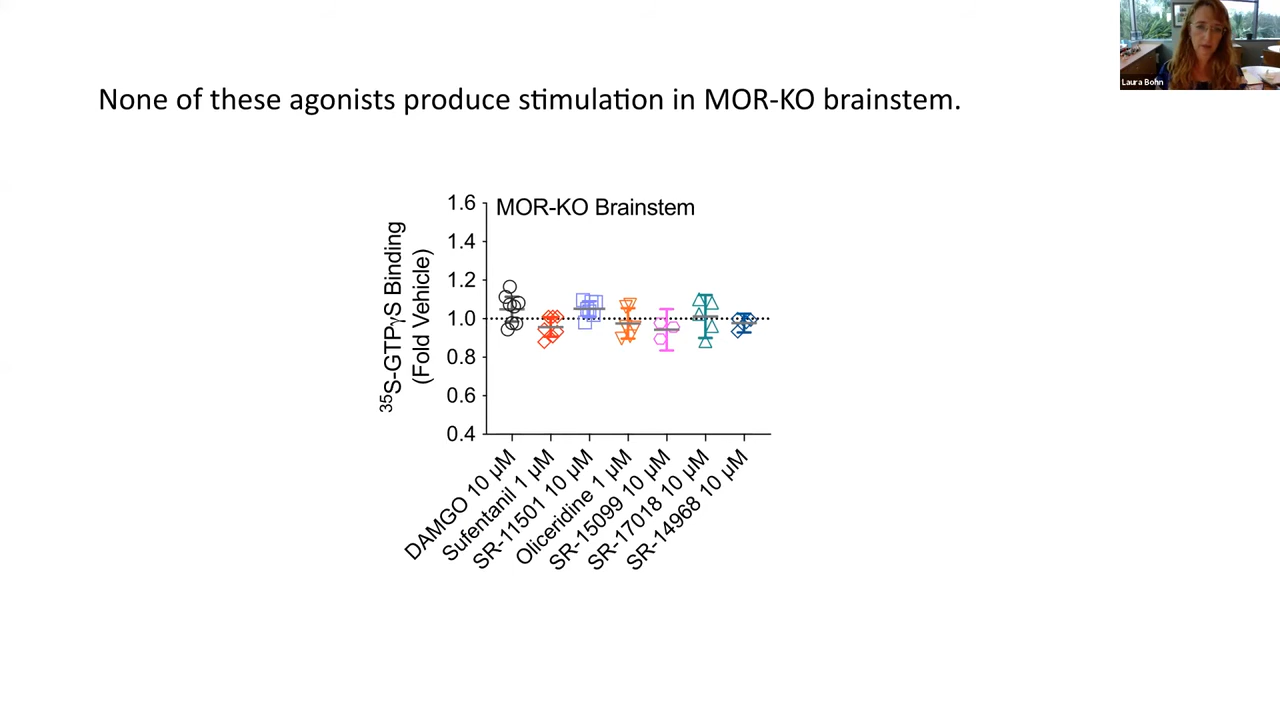 Laura Bohn
None of these agonists produce stimulation in MOR-KO brainstem.
MOR-KO Brainstem
³⁵S-GTPγS Binding
(Fold Vehicle)
1.6
1.4
1.2
1.0
0.8
0.6
0.4
DAMGO 10 µM
Sufentanil 1 µM
SR-11501 10 µM
Oliceridine 1 µM
SR-15099 10 µM
SR-17018 10 µM
SR-14968 10 µM